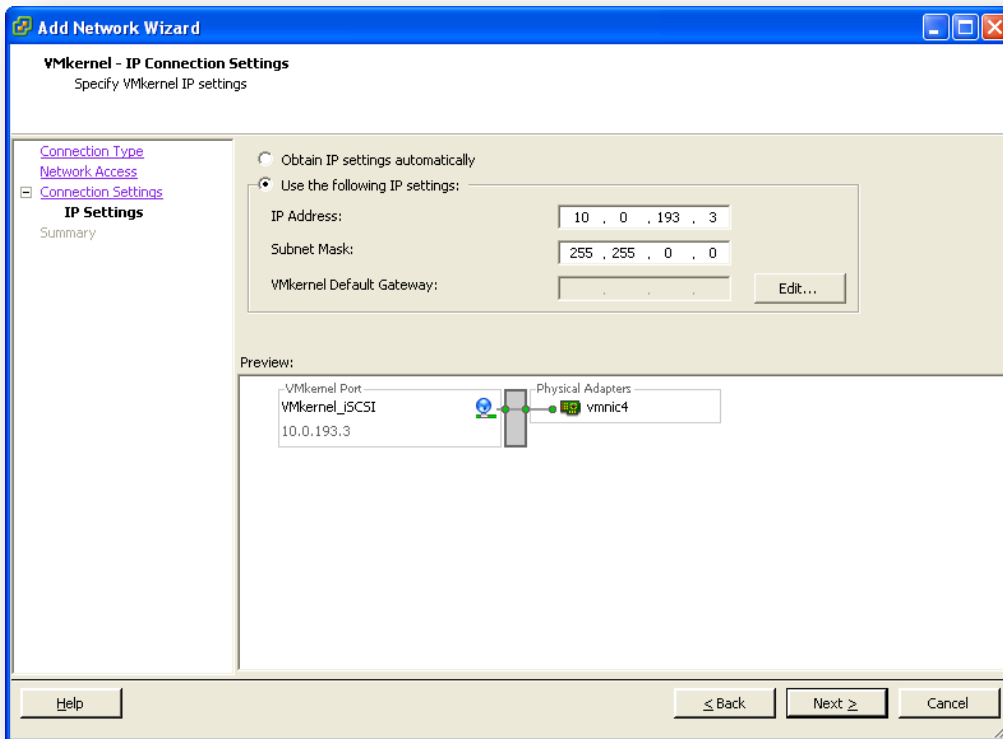 Add Network Wizard
VMkernel - IP Connection Settings
Specify VMkernel IP settings
Connection Type
Network Access
Connection Settings
IP Settings
Summary
Obtain IP settings automatically
Use the following IP settings:
IP Address: 10 . 0 . 193 . 3
Subnet Mask: 255 . 255 . 0 . 0
VMkernel Default Gateway: . . . Edit...
Preview:
VMkernel Port
VMkernel_iSCSI
10.0.193.3
Physical Adapters
vmnic4
Help
< Back Next > Cancel